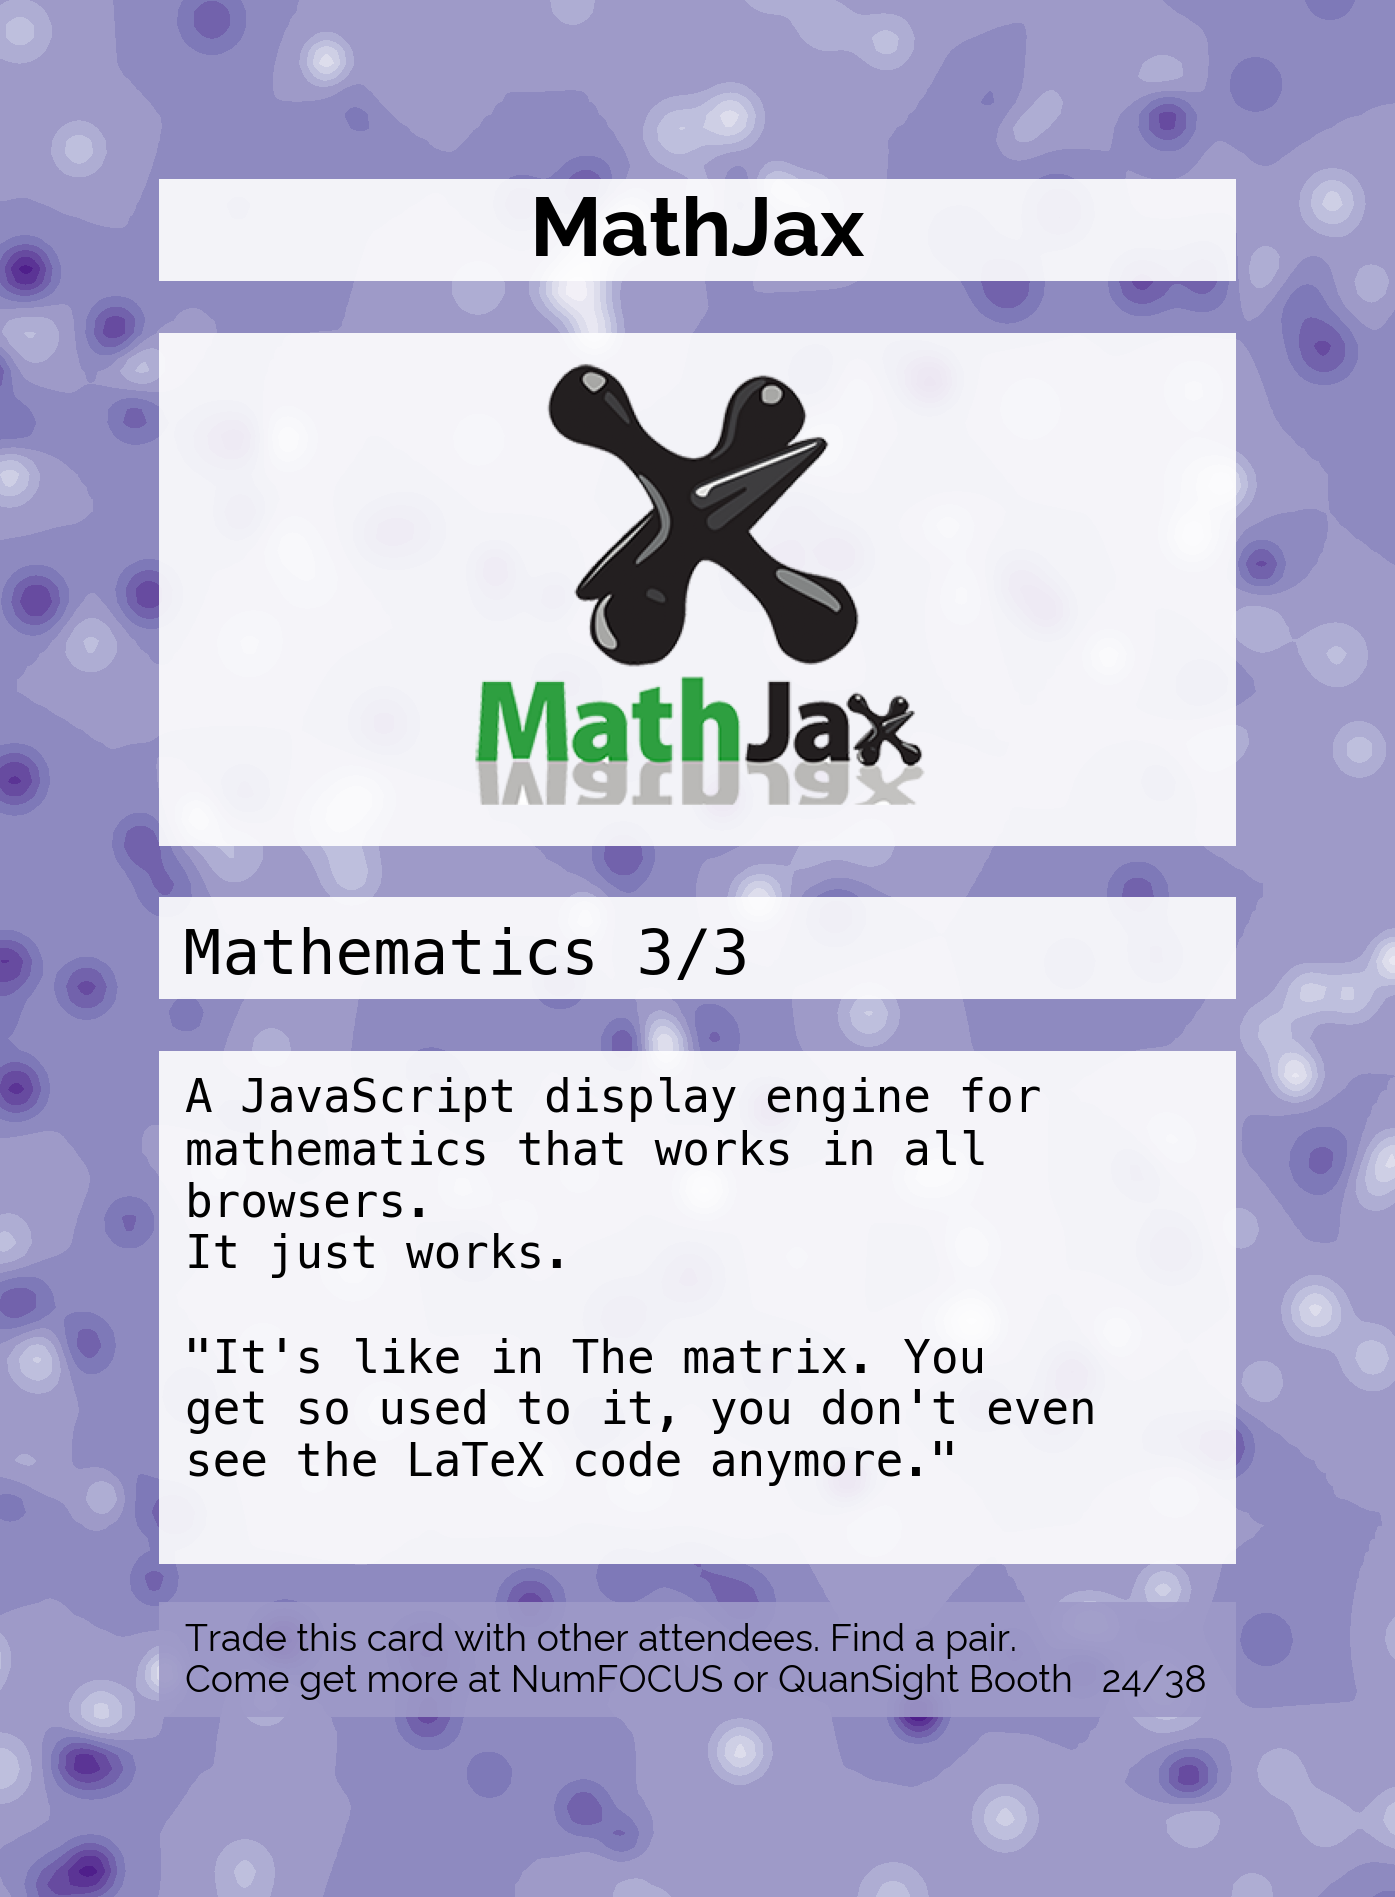 MathJax
MathJax
Mathematics 3/3
A JavaScript display engine for
mathematics that works in all
browsers.
It just works.
"It's like in The matrix. You
get so used to it, you don't even
see the LaTeX code anymore."
Trade this card with other attendees. Find a pair.
Come get more at NumFOCUS or QuanSight Booth 24/38